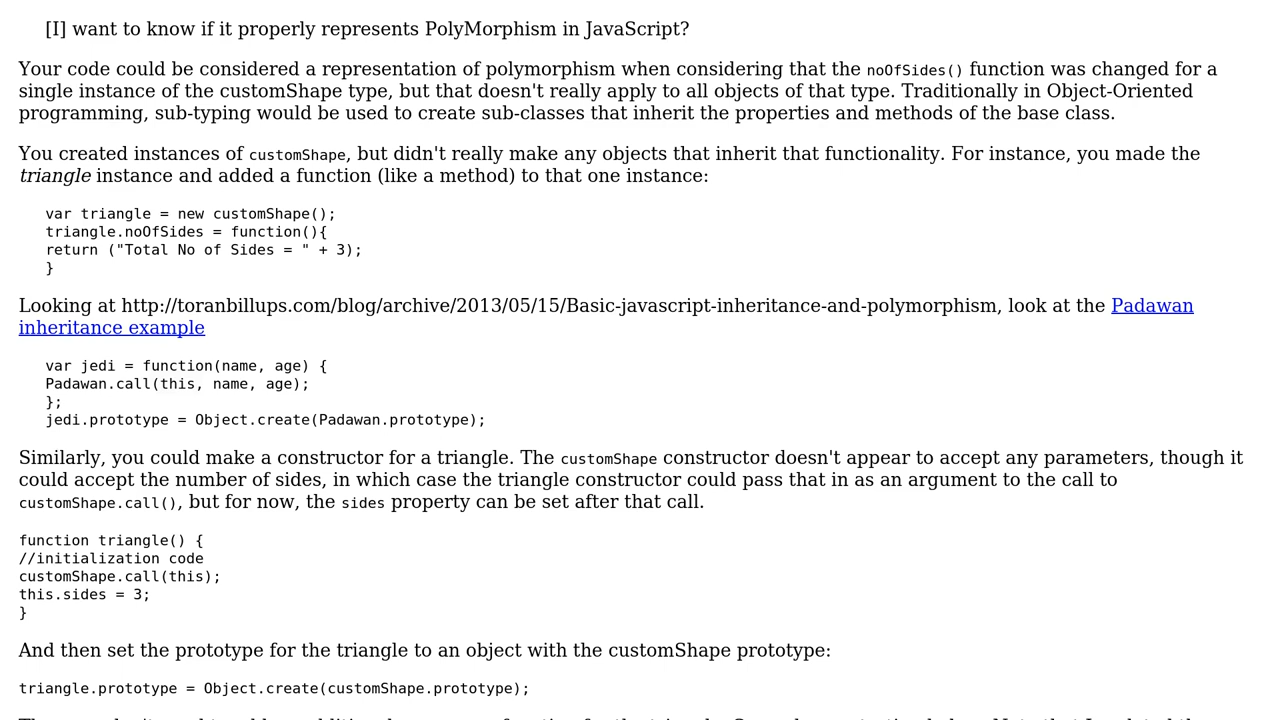 [I] want to know if it properly represents PolyMorphism in JavaScript?
Your code could be considered a representation of polymorphism when considering that the noOfSides() function was changed for a
single instance of the customShape type, but that doesn't really apply to all objects of that type. Traditionally in Object-Oriented
programming, sub-typing would be used to create sub-classes that inherit the properties and methods of the base class.
You created instances of customShape, but didn't really make any objects that inherit that functionality. For instance, you made the
triangle instance and added a function (like a method) to that one instance:
var triangle = new customShape();
triangle.noOfSides = function(){
return ("Total No of Sides = " + 3);
}
Looking at http://toranbillups.com/blog/archive/2013/05/15/Basic-javascript-inheritance-and-polymorphism, look at the Padawan
inheritance example
var jedi = function(name, age) {
Padawan.call(this, name, age);
};
jedi.prototype = Object.create(Padawan.prototype);
Similarly, you could make a constructor for a triangle. The customShape constructor doesn't appear to accept any parameters, though it
could accept the number of sides, in which case the triangle constructor could pass that in as an argument to the call to
customShape.call(), but for now, the sides property can be set after that call.
function triangle() {
//initialization code
customShape.call(this);
this.sides = 3;
}
And then set the prototype for the triangle to an object with the customShape prototype:
triangle.prototype = Object.create(customShape.prototype);